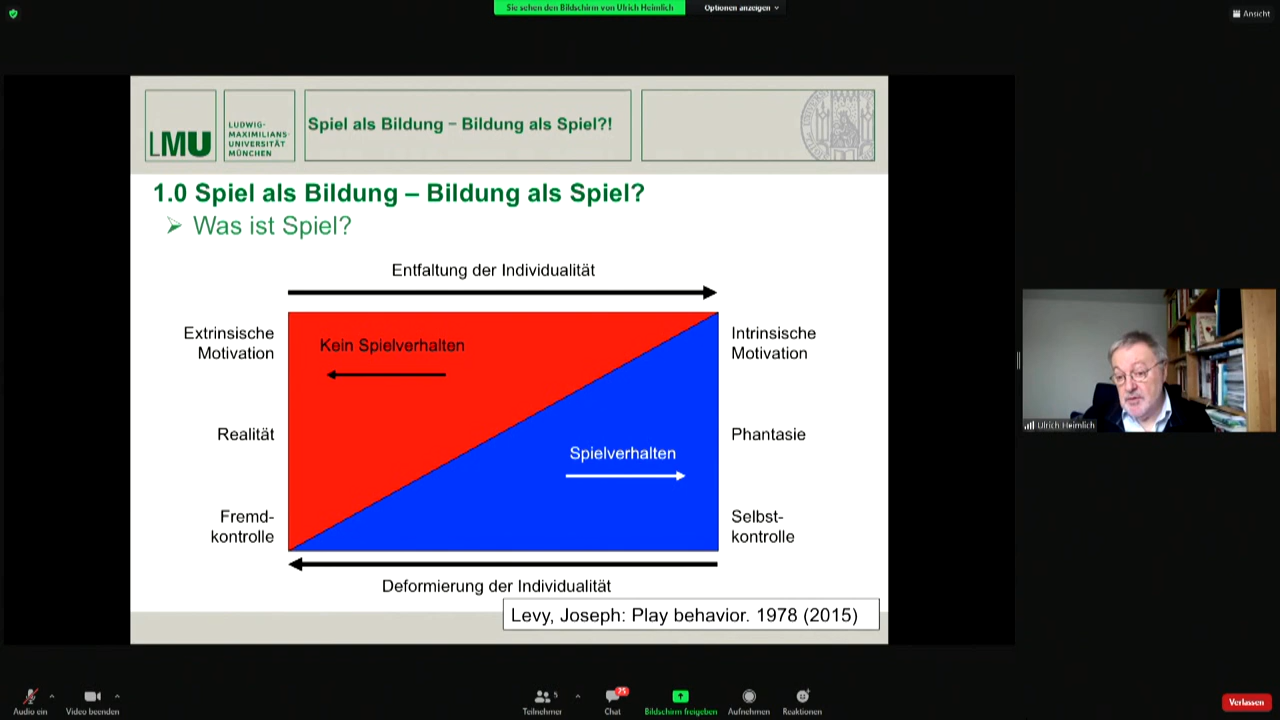 Sie sehen den Bildschirm von Ulrich Heimlich
Optionen anzeigen
Ansicht
LMU
LUDWIG-
MAXIMILIANS-
UNIVERSITÄT
MÜNCHEN
Spiel als Bildung – Bildung als Spiel?!
1.0 Spiel als Bildung – Bildung als Spiel?
Was ist Spiel?
Entfaltung der Individualität
Extrinsische
Motivation
Kein Spielverhalten
Intrinsische
Motivation
Realität
Phantasie
Spielverhalten
Fremd-
kontrolle
Selbst-
kontrolle
Deformierung der Individualität
Levy, Joseph: Play behavior. 1978 (2015)
Ulrich Heimlich
Audio ein
Video beenden
5
Teilnehmer
25
Chat
Bildschirm freigeben
Aufnehmen
Reaktionen
Verlassen